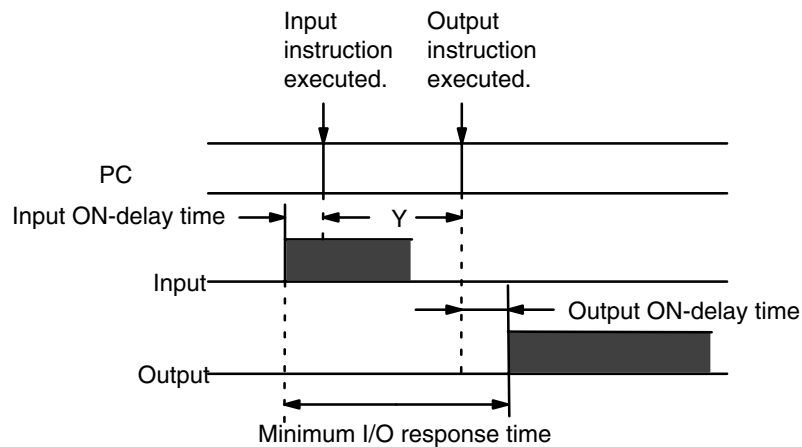 Input
instruction
executed.
Output
instruction
executed.
PC
Input ON-delay time
Y
Input
Output ON-delay time
Output
Minimum I/O response time